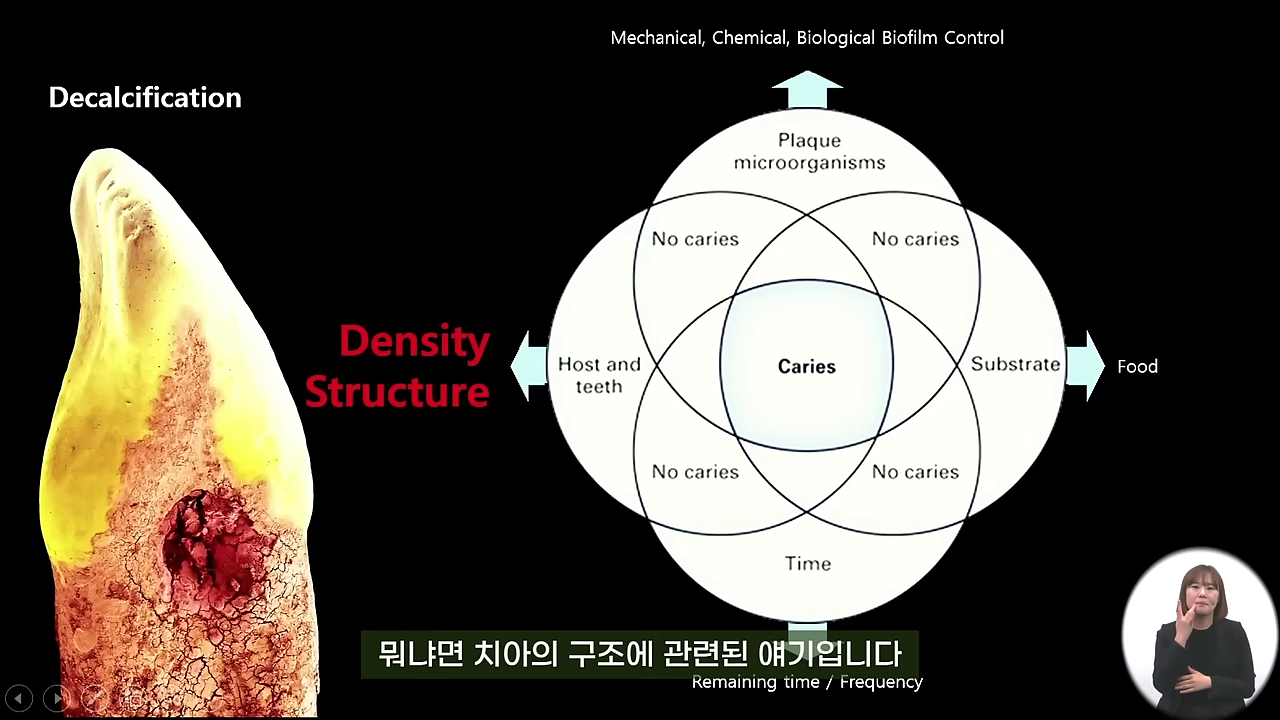 Mechanical, Chemical, Biological Biofilm Control
Decalcification
Plaque
microorganisms
No caries
No caries
Density
Structure
Host and
teeth
Caries
Substrate
Food
No caries
No caries
Time
뭐냐면 치아의 구조에 관련된 얘기입니다
Remaining time / Frequency